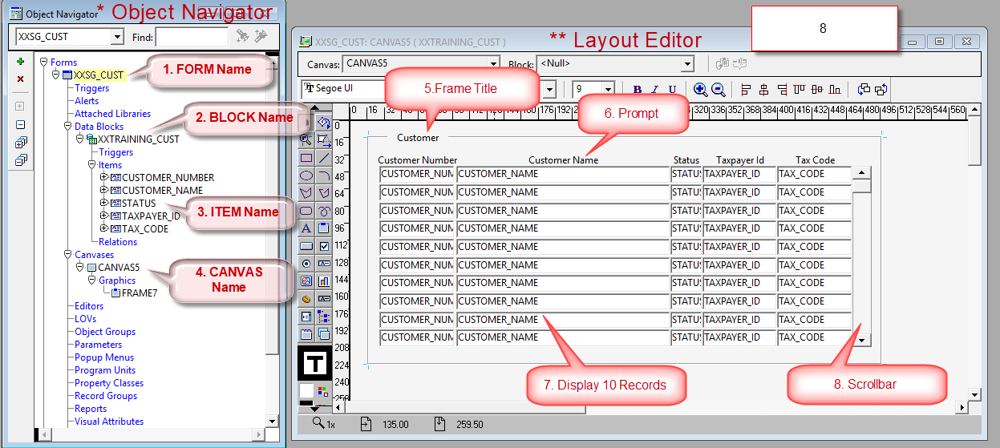 Object Navigator
* Object Navigator
XXSG_CUST
Find:
Forms
XXSG_CUST
1. FORM Name
Triggers
Alerts
Attached Libraries
Data Blocks
2. BLOCK Name
XXTRAINING_CUST
Triggers
Items
CUSTOMER_NUMBER
CUSTOMER_NAME
STATUS
TAXPAYER_ID
TAX_CODE
3. ITEM Name
Relations
Canvases
CANVAS5
4. CANVAS
Name
Graphics
FRAME7
Editors
LOVs
Object Groups
Parameters
Popup Menus
Program Units
Property Classes
Record Groups
Reports
Visual Attributes
8
XXSG_CUST: CANVAS5 ( XXTRAINING_CUST )
** Layout Editor
Canvas: CANVAS5 Block: <Null>
Segoe UI 9 B I U
5.Frame Title
0 16 32 48 64 80 96 112 128 144 160 176 192 208 320 336 352 368 384 400 416 432 448 464 480 496 512 528 544 560
0
16
32
48
64
80
96
112
128
144
160
176
192
208
224
240
256
6. Prompt
Customer
Customer Number Customer Name Status Taxpayer Id Tax Code
CUSTOMER_NUM CUSTOMER_NAME STATUS TAXPAYER_ID TAX_CODE
CUSTOMER_NUM CUSTOMER_NAME STATUS TAXPAYER_ID TAX_CODE
CUSTOMER_NUM CUSTOMER_NAME STATUS TAXPAYER_ID TAX_CODE
CUSTOMER_NUM CUSTOMER_NAME STATUS TAXPAYER_ID TAX_CODE
CUSTOMER_NUM CUSTOMER_NAME STATUS TAXPAYER_ID TAX_CODE
CUSTOMER_NUM CUSTOMER_NAME STATUS TAXPAYER_ID TAX_CODE
CUSTOMER_NUM CUSTOMER_NAME STATUS TAXPAYER_ID TAX_CODE
CUSTOMER_NUM CUSTOMER_NAME STATUS TAXPAYER_ID TAX_CODE
CUSTOMER_NUM CUSTOMER_NAME STATUS TAXPAYER_ID TAX_CODE
CUSTOMER_NUM CUSTOMER_NAME STATUS TAXPAYER_ID TAX_CODE
7. Display 10 Records
8. Scrollbar
T
1x 135.00 259.50